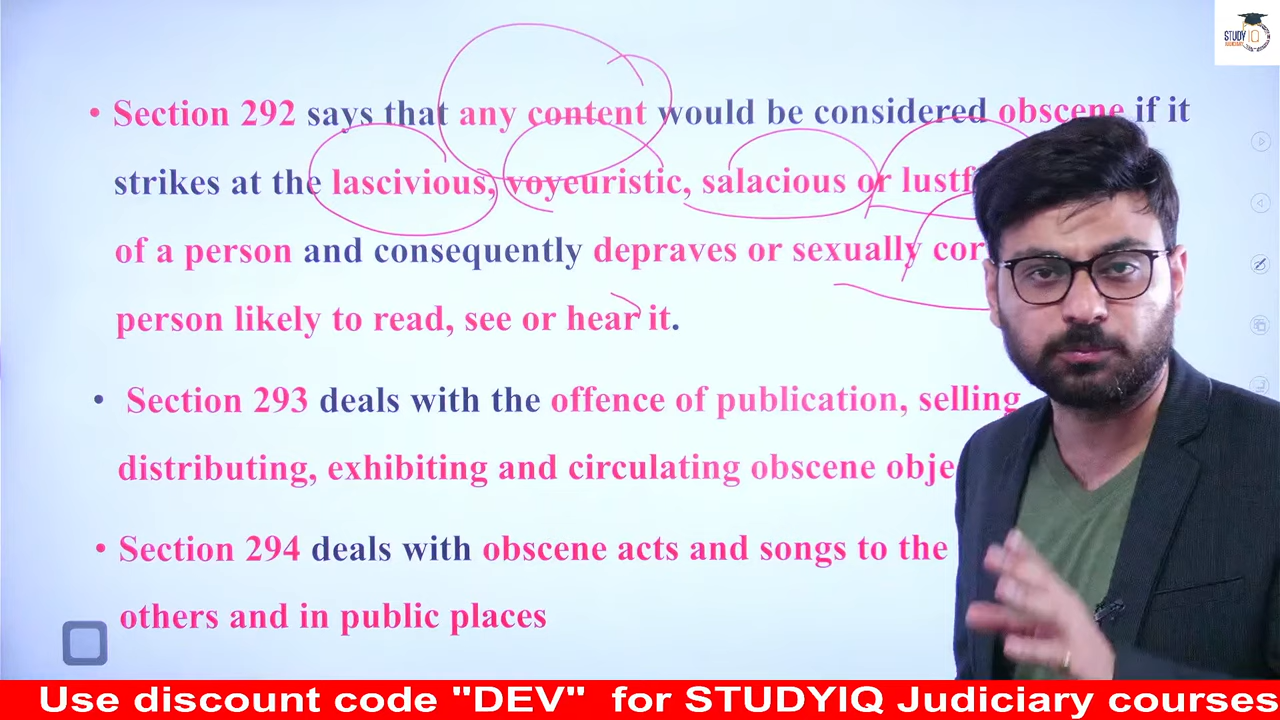 STUDY IQ
JUDICIARY
• Section 292 says that any content would be considered obscene if it
strikes at the lascivious, voyeuristic, salacious or
of a person and consequently depraves or sexually
person likely to read, see or hear it.
• Section 293 deals with the offence of publication, selling
distributing, exhibiting and circulating obscene
• Section 294 deals with obscene acts and songs to the
others and in public places
Use discount code "DEV" for STUDYIQ Judiciary courses